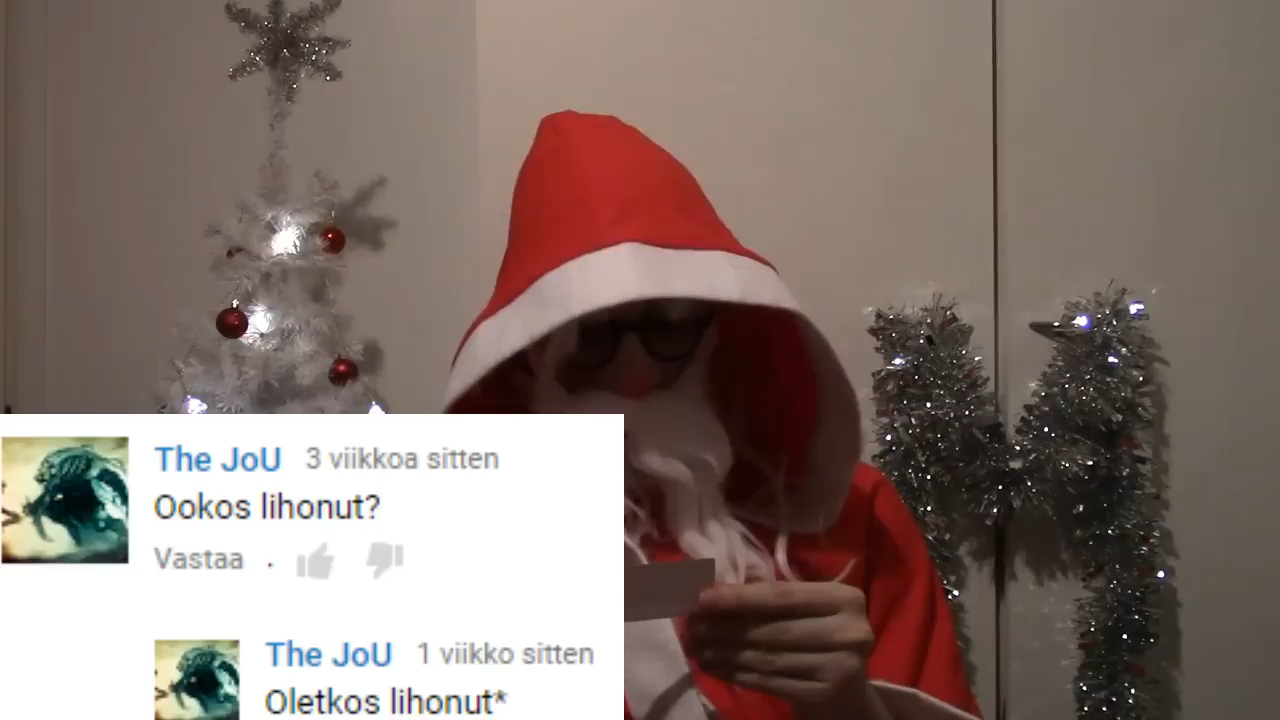 The JoU 3 viikkoa sitten
Ookos lihonut?
Vastaa .
The JoU 1 viikko sitten
Oletkos lihonut*